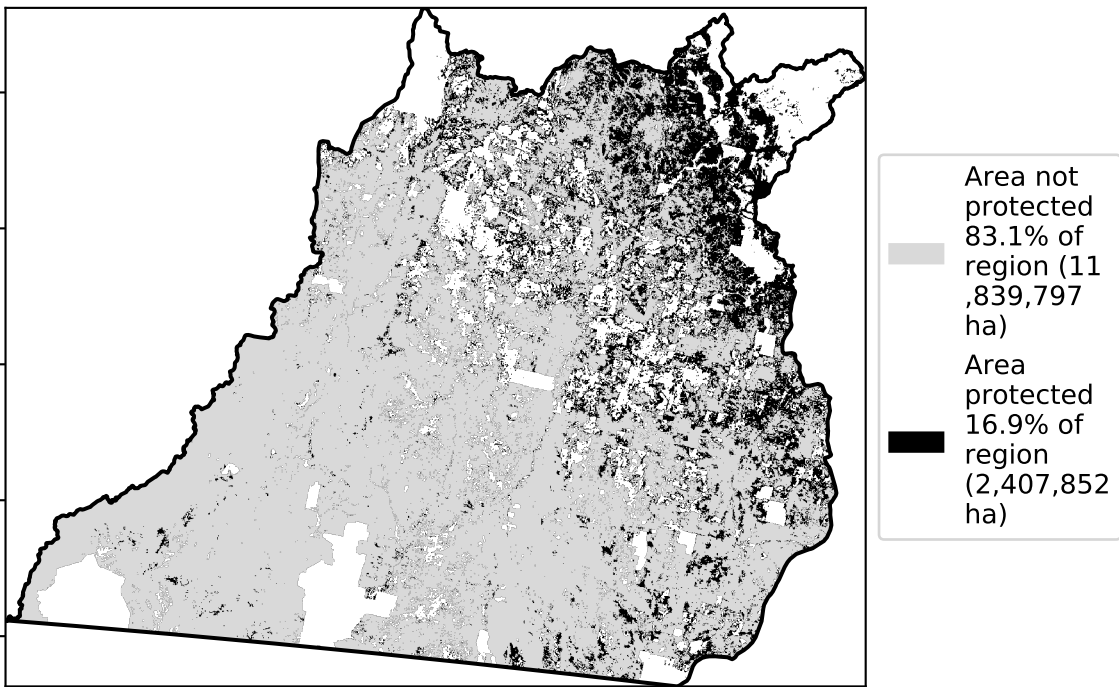 Area not
protected
83.1% of
region (11
,839,797
ha)
Area
protected
16.9% of
region
(2,407,852
ha)